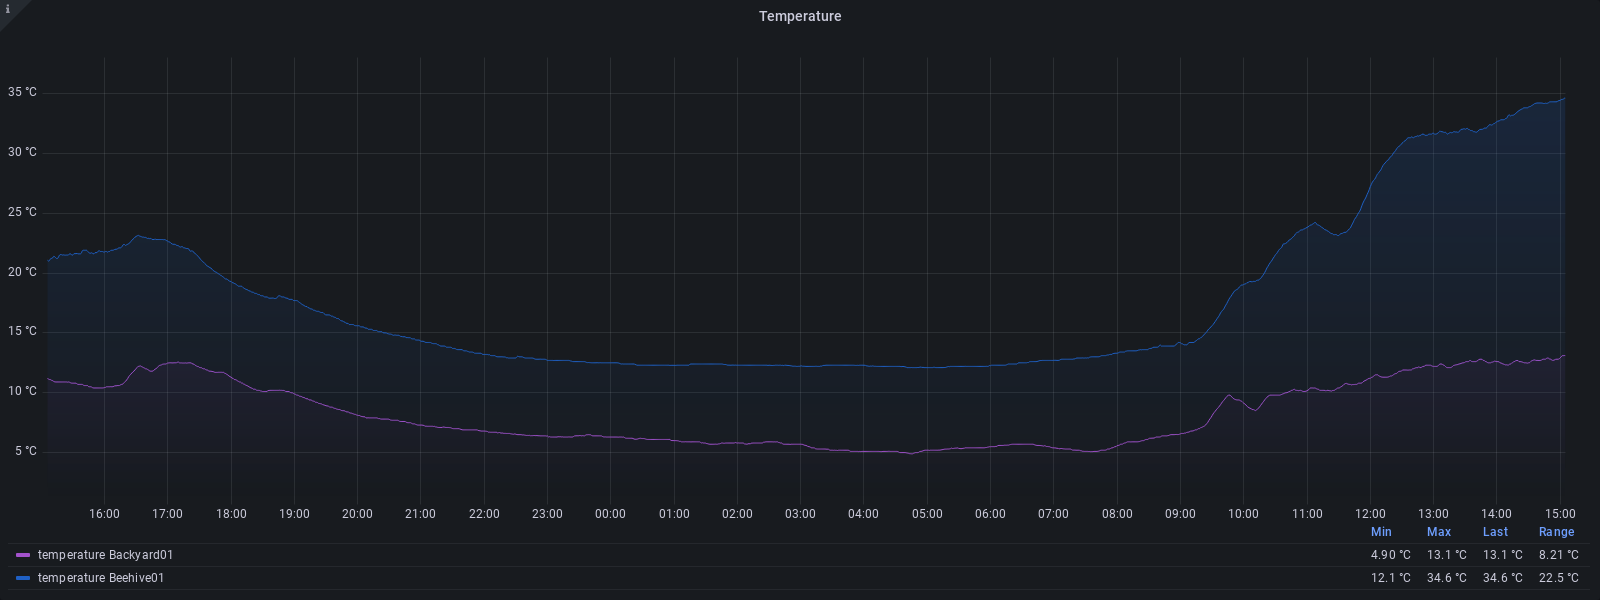 i
Temperature
35 °C
30 °C
25 °C
20 °C
15 °C
10 °C
5 °C
16:00 17:00 18:00 19:00 20:00 21:00 22:00 23:00 00:00 01:00 02:00 03:00 04:00 05:00 06:00 07:00 08:00 09:00 10:00 11:00 12:00 13:00 14:00 15:00
Min Max Last Range
temperature Backyard01 4.90 °C 13.1 °C 13.1 °C 8.21 °C
temperature Beehive01 12.1 °C 34.6 °C 34.6 °C 22.5 °C